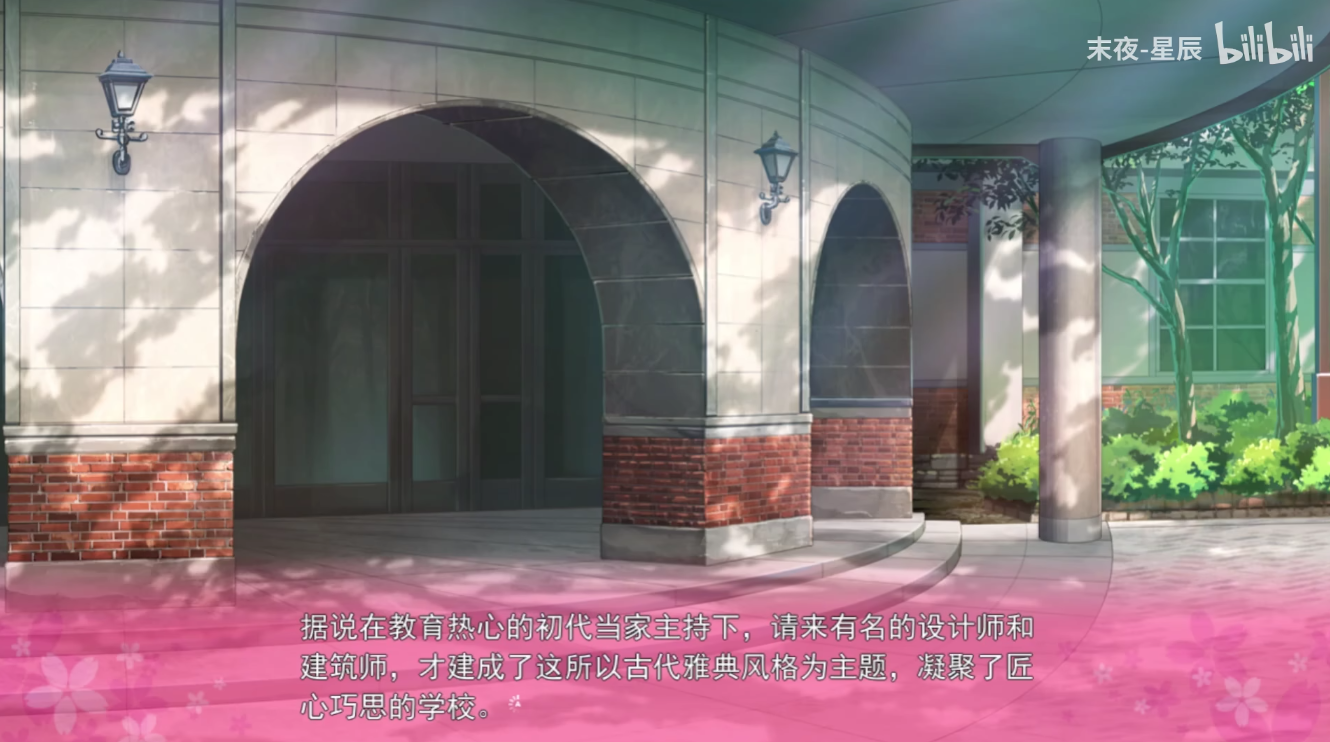 末夜-星辰 bilibili
据说在教育热心的初代当家主持下，请来有名的设计师和
建筑师，才建成了这所以古代雅典风格为主题，凝聚了匠
心巧思的学校。